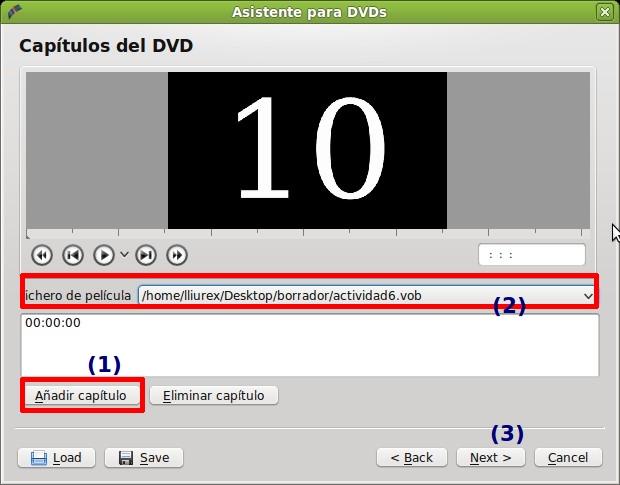 Asistente para DVDs
Capítulos del DVD
10
: : :
ichero de película /home/lliurex/Desktop/borrador/actividad6.vob
(2)
00:00:00
(1)
Añadir capítulo Eliminar capítulo
(3)
Load Save < Back Next > Cancel